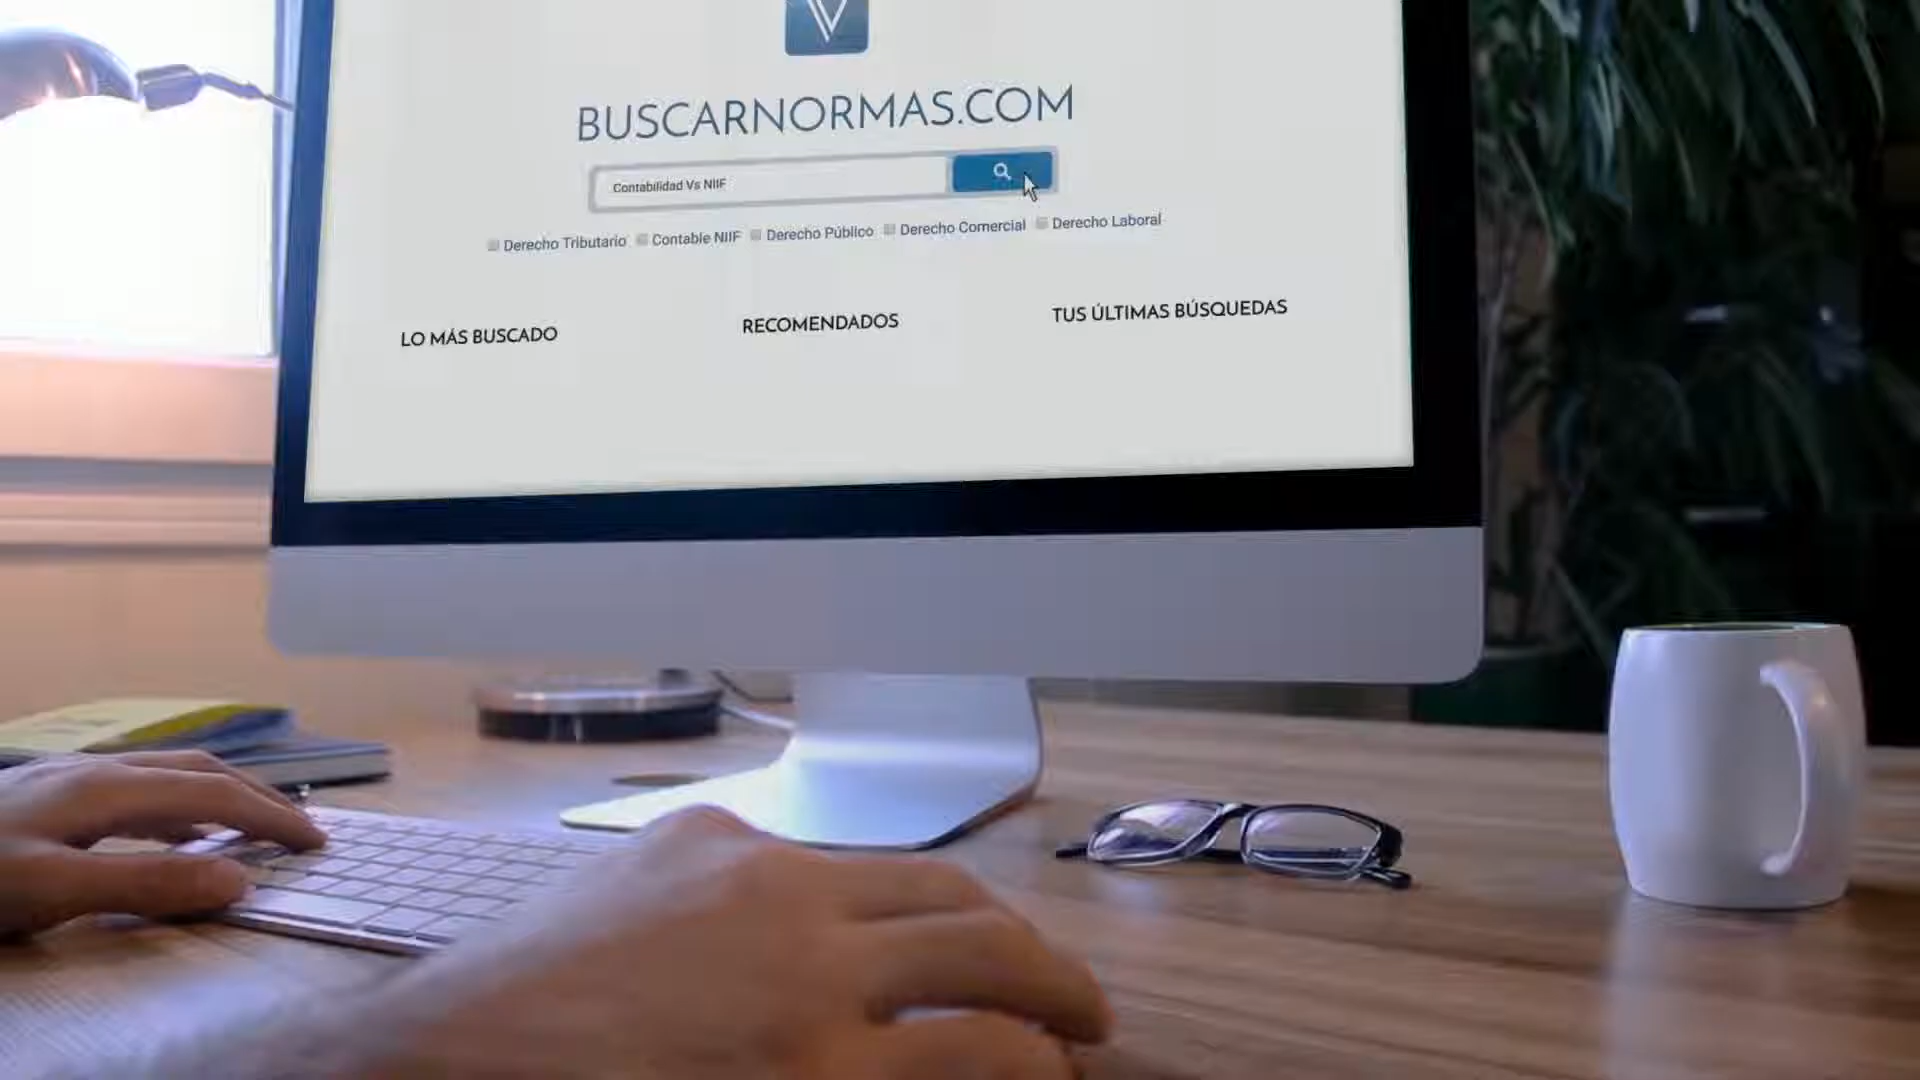 BUSCARNORMAS.COM
Contabilidad Vs NIIF
Derecho Tributario Contable NIIF Derecho Público Derecho Comercial Derecho Laboral
LO MÁS BUSCADO RECOMENDADOS TUS ÚLTIMAS BÚSQUEDAS